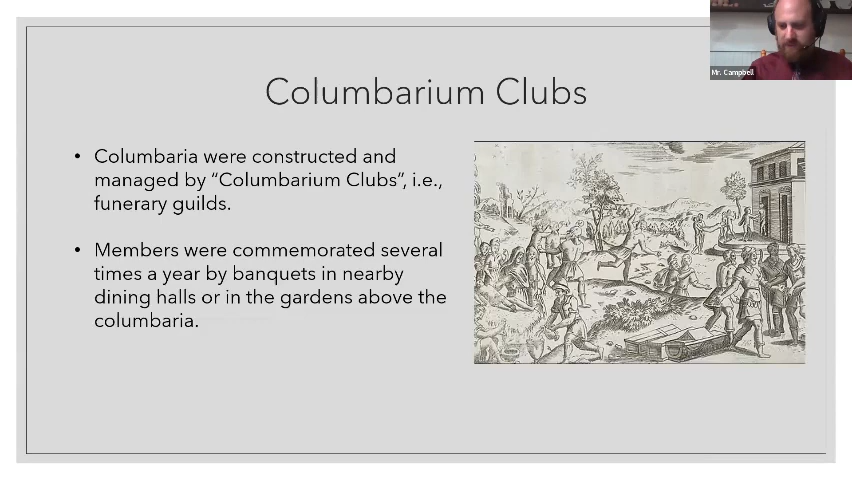 Mr. Campbell
Columbarium Clubs
• Columbaria were constructed and
managed by “Columbarium Clubs”, i.e.,
funerary guilds.
• Members were commemorated several
times a year by banquets in nearby
dining halls or in the gardens above the
columbaria.